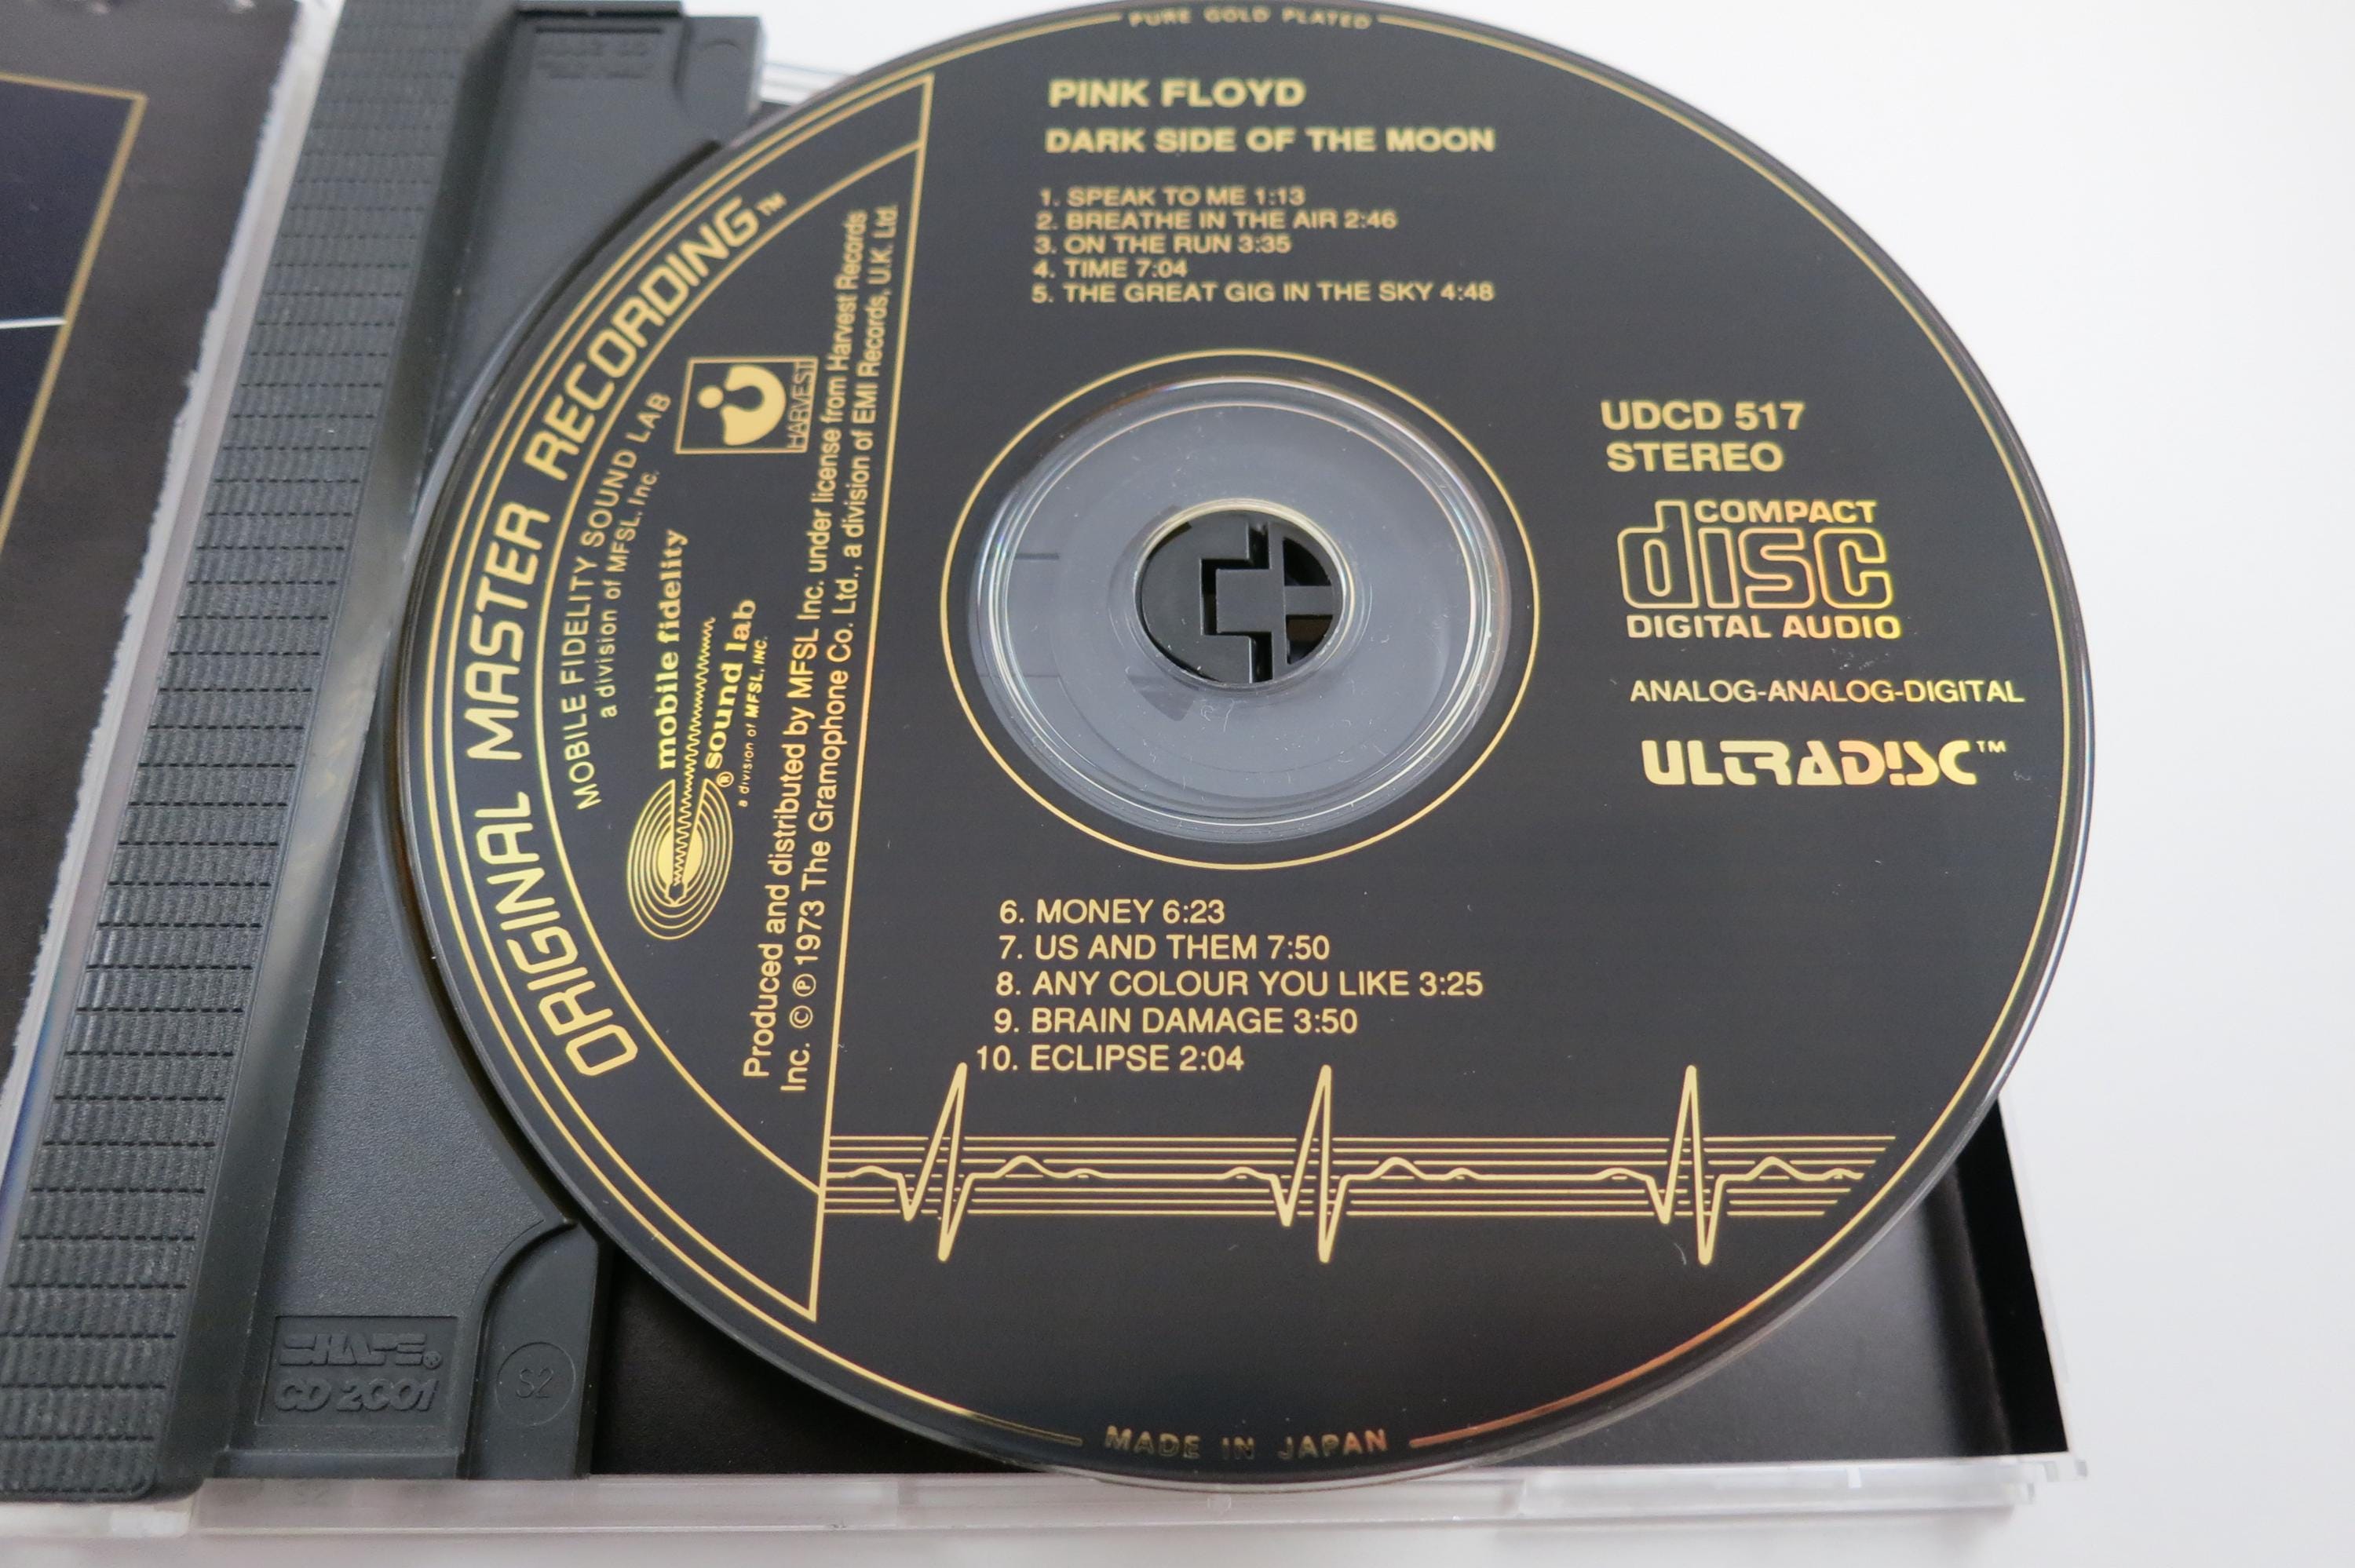 PURE GOLD PLATED
PINK FLOYD
DARK SIDE OF THE MOON
1. SPEAK TO ME 1:13
2. BREATHE IN THE AIR 2:46
3. ON THE RUN 3:35
4. TIME 7:04
5. THE GREAT GIG IN THE SKY 4:48
ORIGINAL MASTER RECORDING™
MOBILE FIDELITY SOUND LAB
a division of MFSL, Inc.
HARVEST
mobile fidelity
sound lab
®
a division of MFSL, INC.
Produced and distributed by MFSL Inc. under license from Harvest Records
Inc. © ℗ 1973 The Gramophone Co. Ltd., a division of EMI Records, U.K. Ltd.
UDCD 517
STEREO
COMPACT
disc
DIGITAL AUDIO
ANALOG-ANALOG-DIGITAL
ULTRADISC™
6. MONEY 6:23
7. US AND THEM 7:50
8. ANY COLOUR YOU LIKE 3:25
9. BRAIN DAMAGE 3:50
10. ECLIPSE 2:04
MADE IN JAPAN
SHAPE®
CD 2001
S2